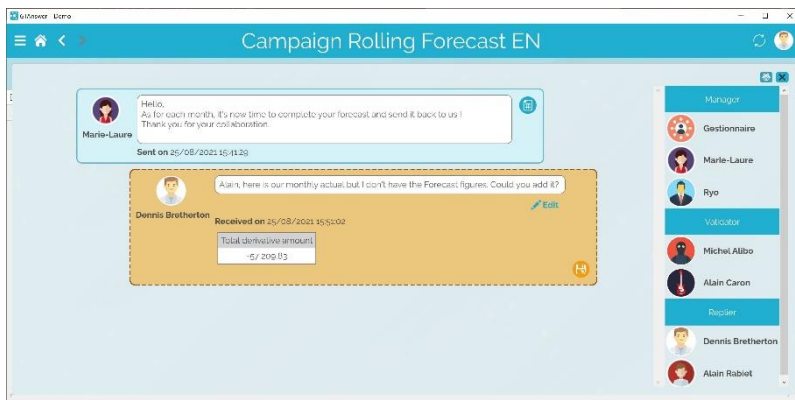 GTAnswer - Demo
Campaign Rolling Forecast EN
Hello,
As for each month, it's now time to complete your forecast and send it back to us !
Thank you for your collaboration.
Marie-Laure
Sent on 25/08/2021 15:41:29
Alain, here is our monthly actual but I don't have the Forecast figures. Could you add it?
Edit
Dennis Bretherton
Received on 25/08/2021 15:51:02
Total derivative amount
-57 209.83
Manager
Gestionnaire
Marie-Laure
Ryo
Validator
Michel Alibo
Alain Caron
Replier
Dennis Bretherton
Alain Rabiet